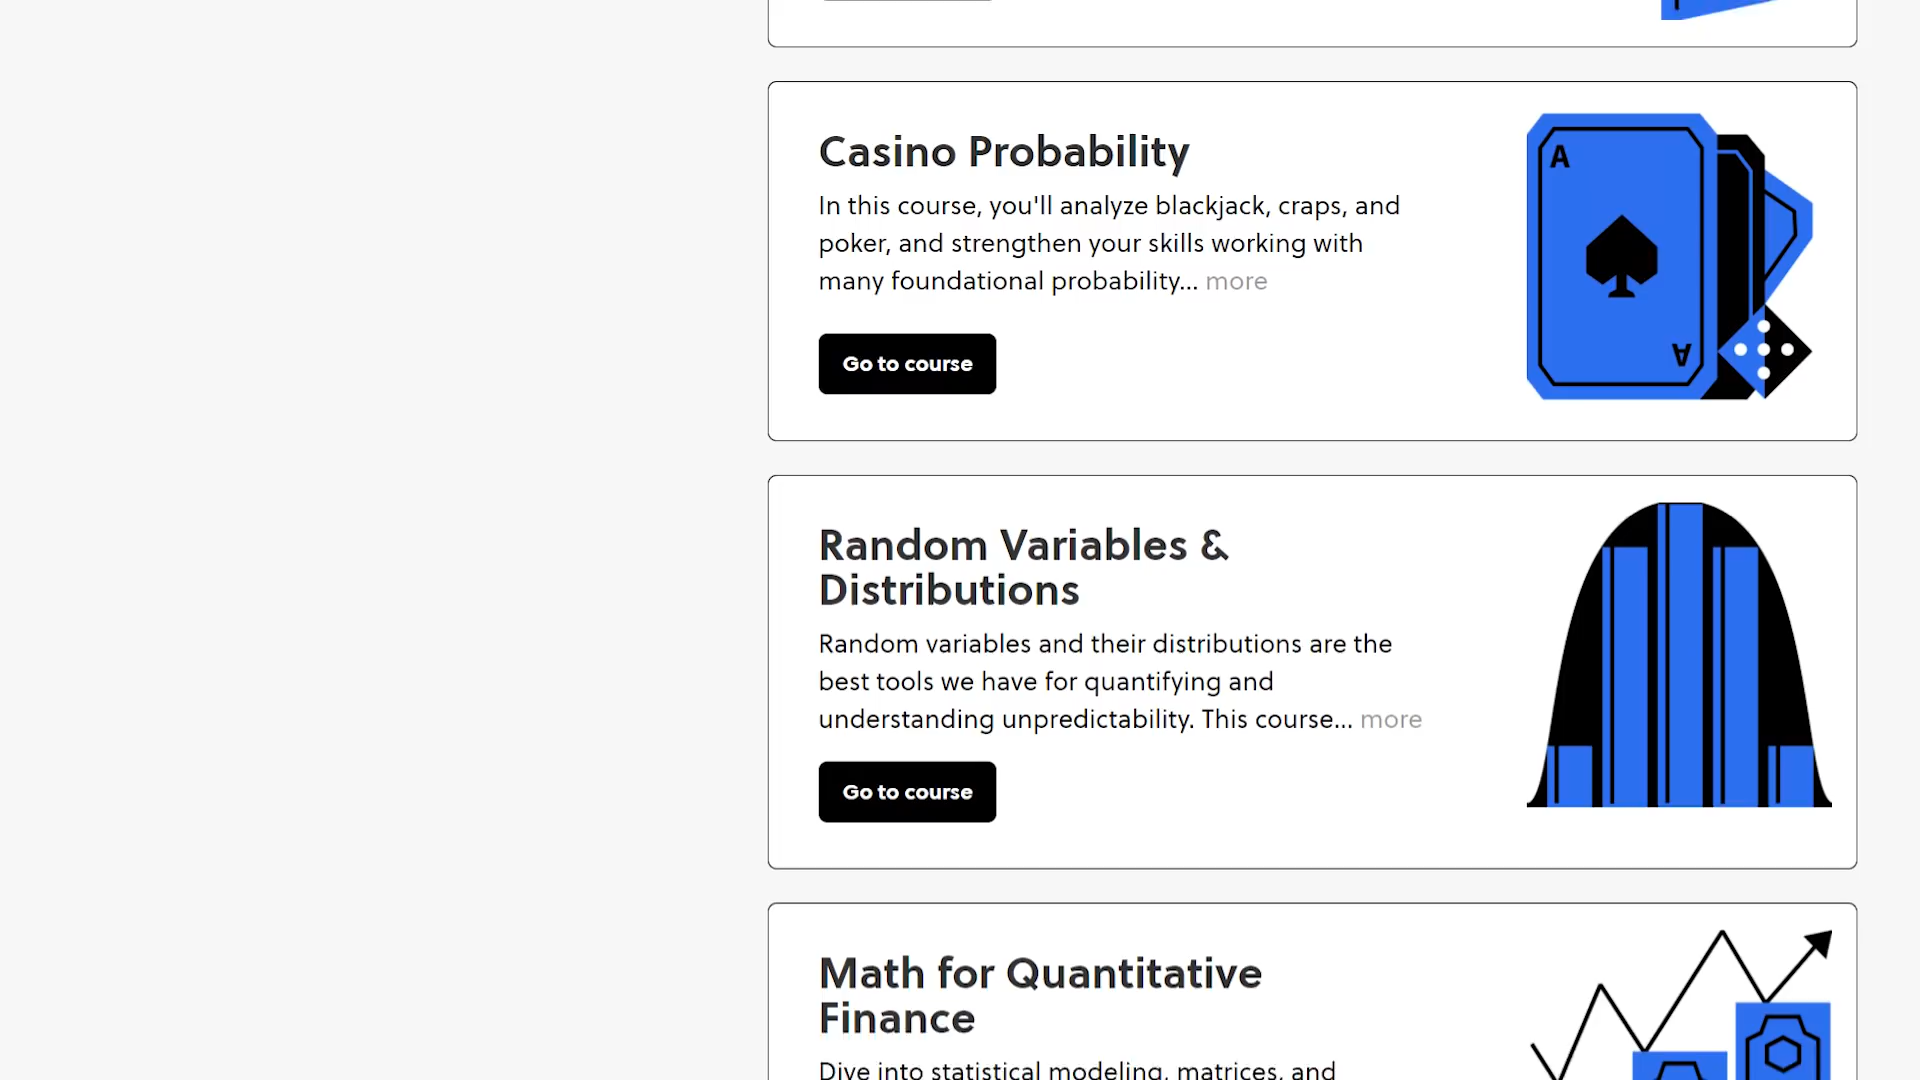 Casino Probability
In this course, you'll analyze blackjack, craps, and
poker, and strengthen your skills working with
many foundational probability... more
Go to course
A
A
Random Variables &
Distributions
Random variables and their distributions are the
best tools we have for quantifying and
understanding unpredictability. This course... more
Go to course
Math for Quantitative
Finance
Dive into statistical modeling, matrices, and